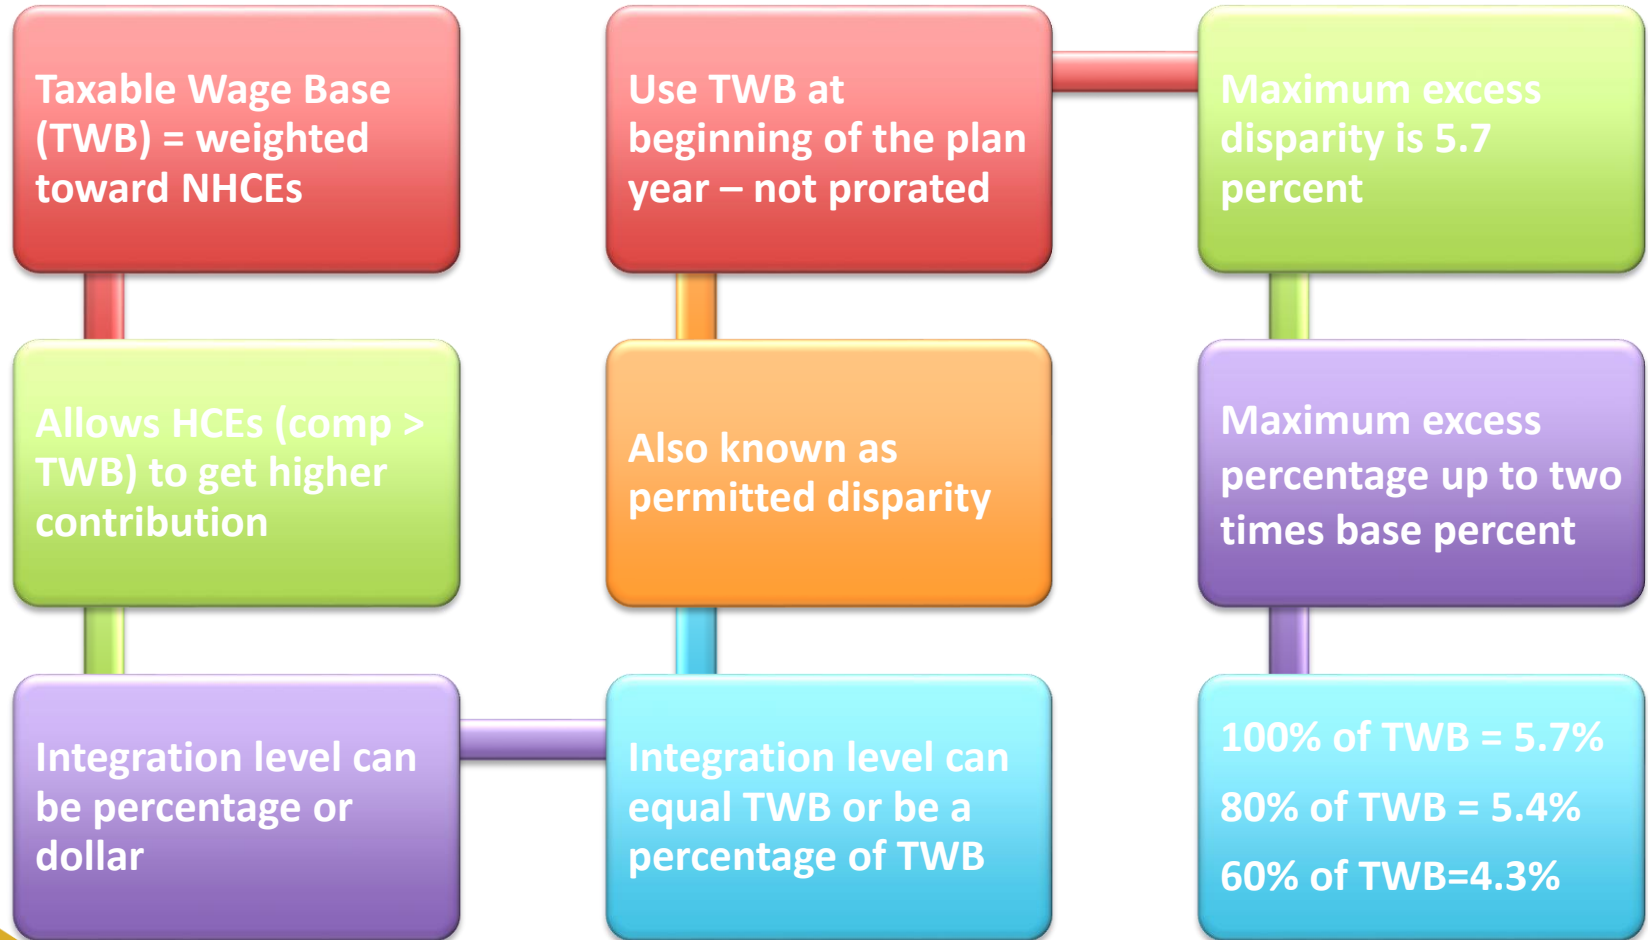 Taxable Wage Base
(TWB) = weighted
toward NHCEs
Allows HCEs (comp >
TWB) to get higher
contribution
Integration level can
be percentage or
dollar
Integration level can
equal TWB or be a
percentage of TWB
Also known as
permitted disparity
Use TWB at
beginning of the plan
year – not prorated
Maximum excess
disparity is 5.7
percent
Maximum excess
percentage up to two
times base percent
100% of TWB = 5.7%
80% of TWB = 5.4%
60% of TWB=4.3%